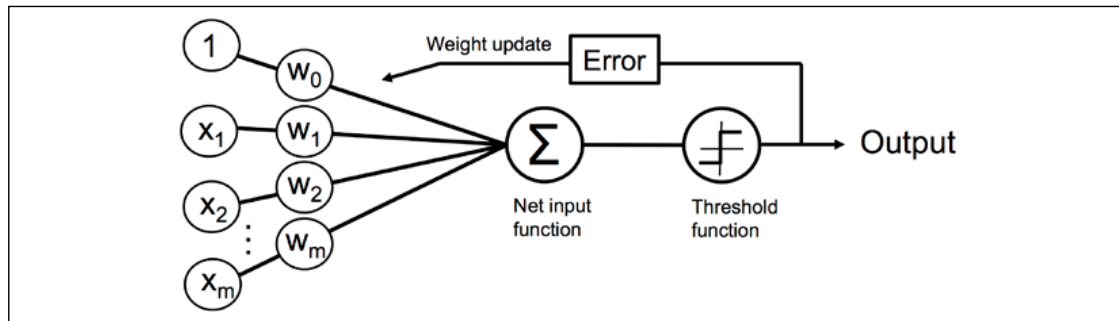 1
w0
Weight update
Error
x1
w1
Σ
Output
x2
w2
Net input
function
Threshold
function
⋮
wm
xm